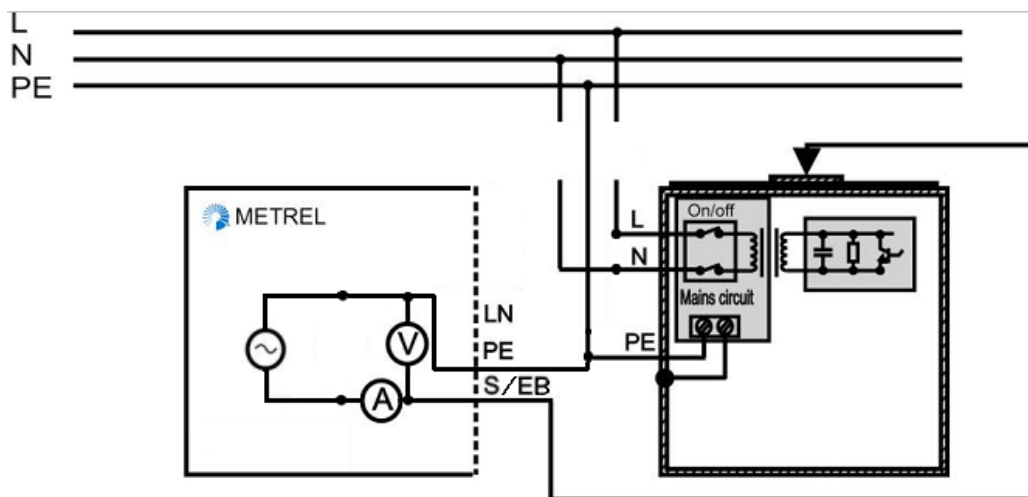 L
N
PE
METREL
On/off
L
N
Mains circuit
LN
PE
PE
S/EB
V
A